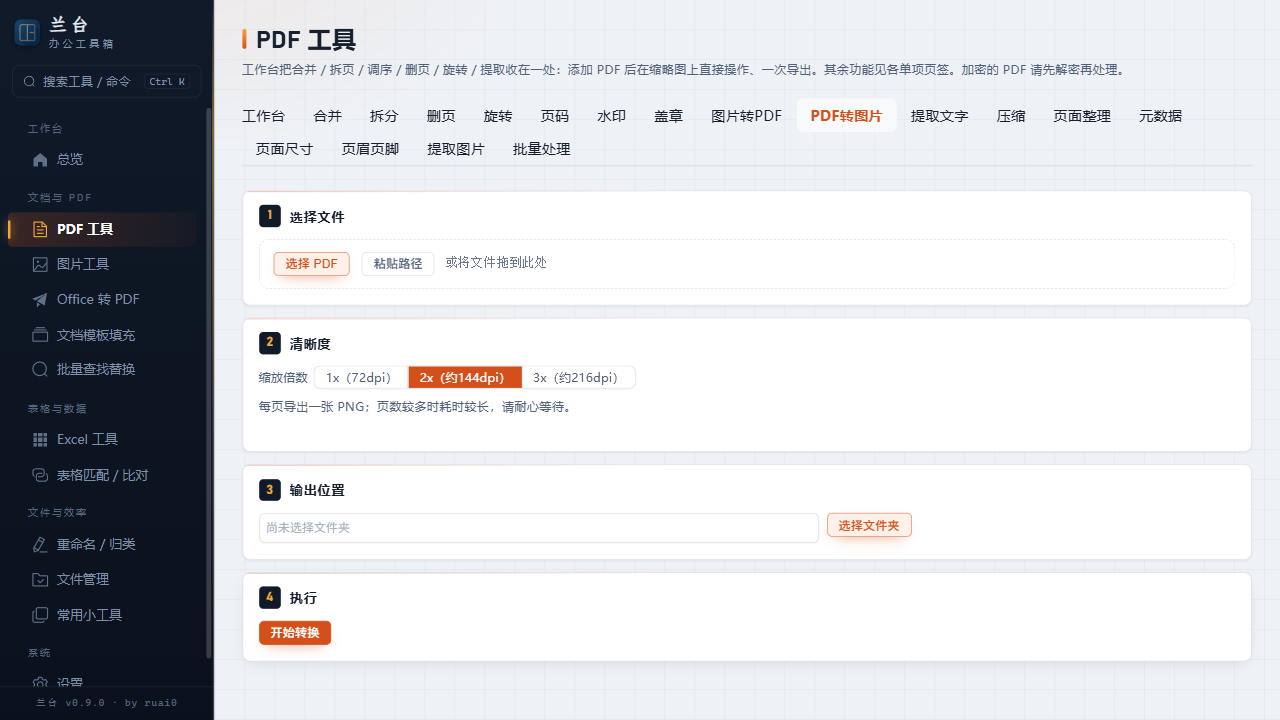 兰台
办公工具箱
搜索工具 / 命令 Ctrl K
工作台
总览
文档与 PDF
PDF 工具
图片工具
Office 转 PDF
文档模板填充
批量查找替换
表格与数据
Excel 工具
表格匹配 / 比对
文件与效率
重命名 / 归类
文件管理
常用小工具
系统
设置
兰台 v0.9.0 · by ruai0
PDF 工具
工作台把合并 / 拆页 / 调序 / 删页 / 旋转 / 提取收在一处：添加 PDF 后在缩略图上直接操作、一次导出。其余功能见各单项页签。加密的 PDF 请先解密再处理。
工作台 合并 拆分 删页 旋转 页码 水印 盖章 图片转PDF PDF转图片 提取文字 压缩 页面整理 元数据
页面尺寸 页眉页脚 提取图片 批量处理
1 选择文件
选择 PDF 粘贴路径 或将文件拖到此处
2 清晰度
缩放倍数 1x（72dpi） 2x（约144dpi） 3x（约216dpi）
每页导出一张 PNG；页数较多时耗时较长，请耐心等待。
3 输出位置
尚未选择文件夹 选择文件夹
4 执行
开始转换